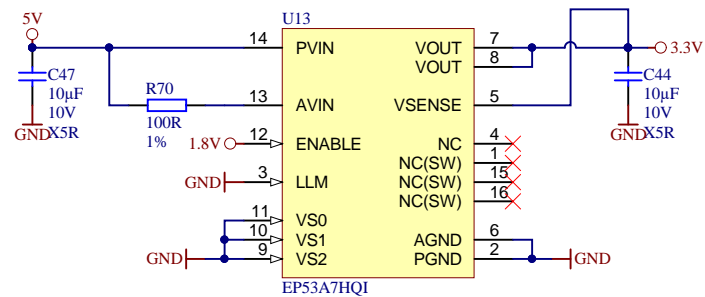 5V
U13
14 PVIN
VOUT 7
VOUT 8
3.3V
C47
10µF
10V
X5R
GND
R70
100R
1%
13 AVIN
VSENSE 5
C44
10µF
10V
X5R
GND
1.8V
12 ENABLE
NC 4
NC(SW) 1
GND
3 LLM
NC(SW) 15
NC(SW) 16
11 VS0
10 VS1
AGND 6
GND
9 VS2
PGND 2
GND
EP53A7HQI